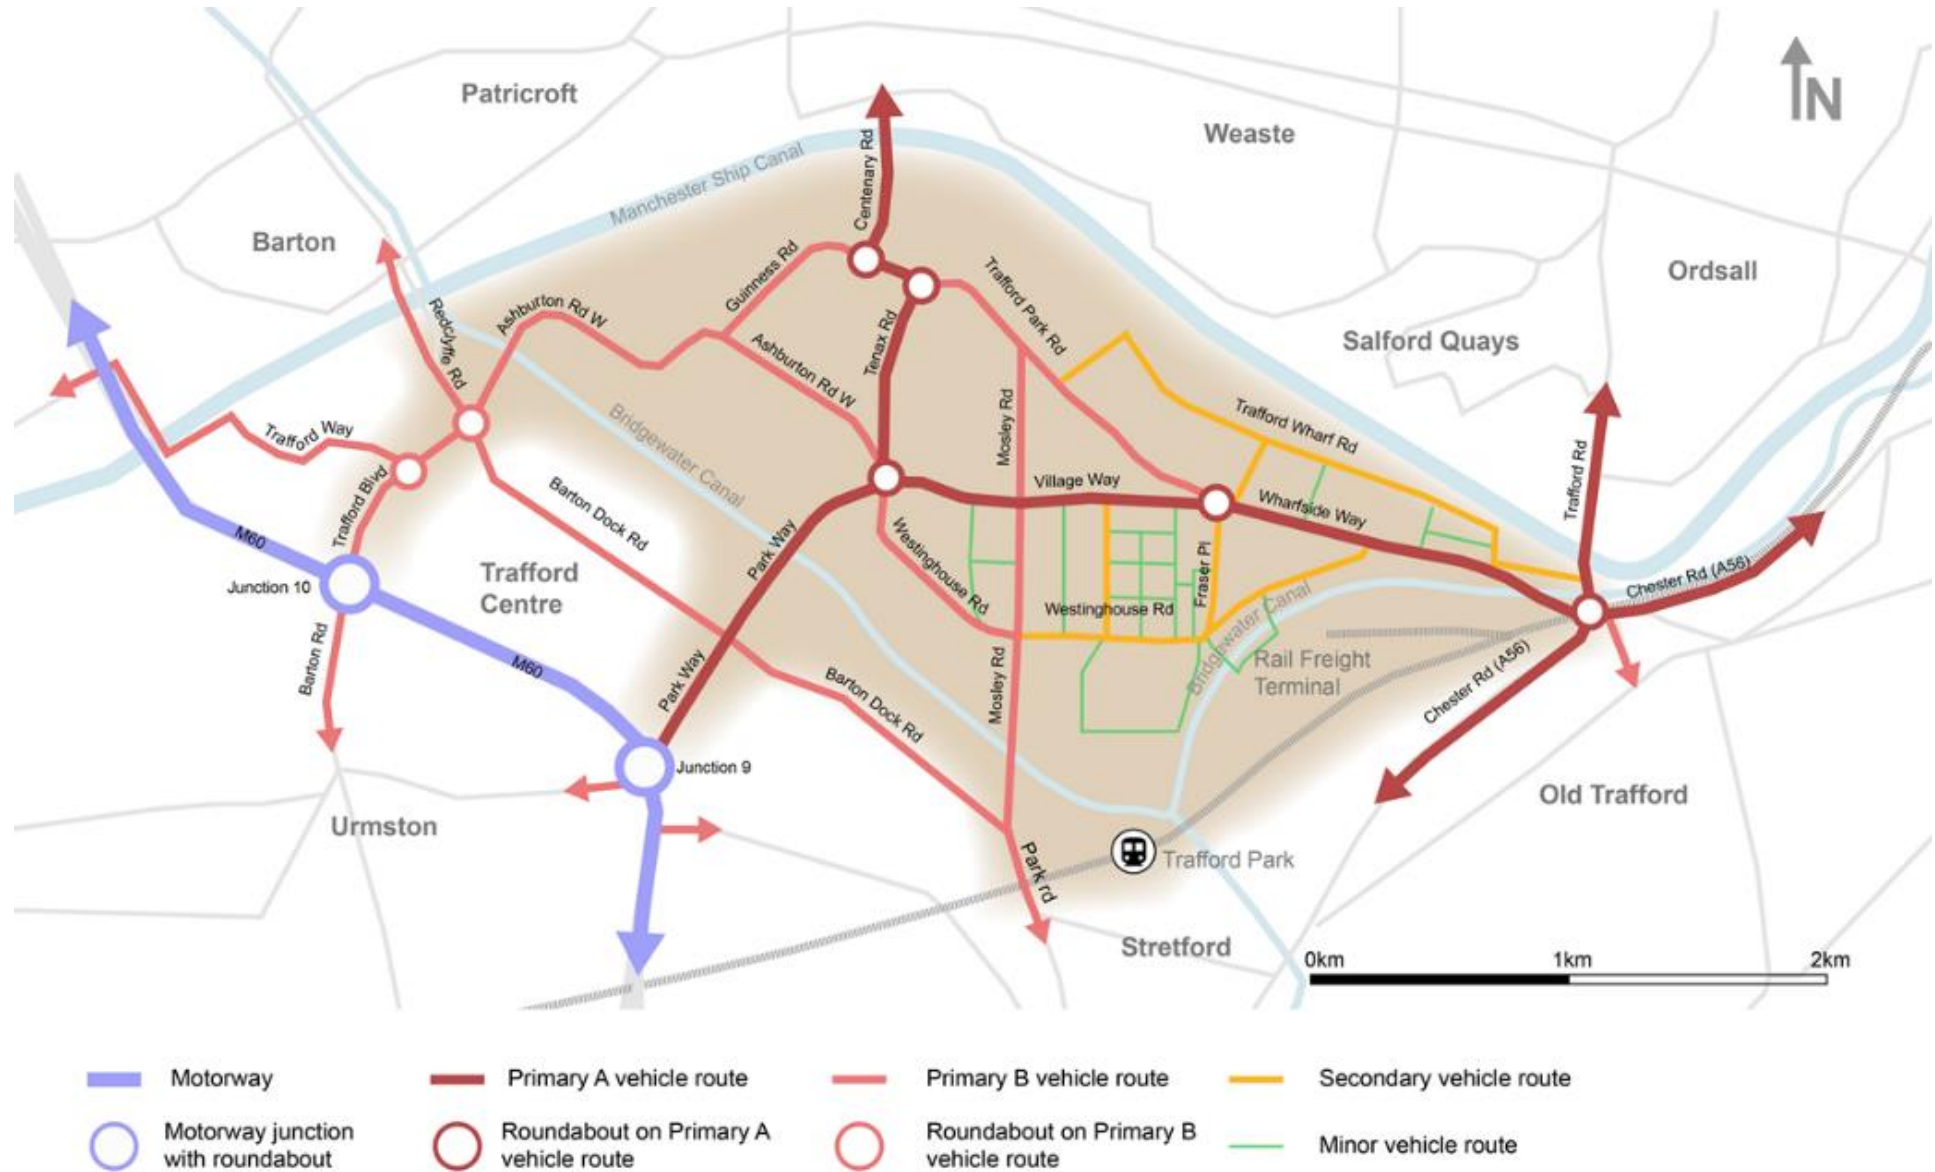 Patricroft
Weaste
N
Manchester Ship Canal
Centenary Rd
Barton
Ordsall
Guinness Rd
Trafford Park Rd
Redclyffe Rd
Ashburton Rd W
Salford Quays
Tenax Rd
Ashburton Rd W
Bridgewater Canal
Mosley Rd
Trafford Wharf Rd
Trafford Way
Trafford Blvd
Barton Dock Rd
Village Way
Wharfside Way
Trafford Rd
M60
Park Way
Westinghouse Rd
Fraser Pl
Junction 10
Trafford
Centre
Chester Rd (A56)
Westinghouse Rd
Bridgewater Canal
Barton Rd
M60
Park Way
Mosley Rd
Rail Freight
Terminal
Chester Rd (A56)
Barton Dock Rd
Junction 9
Old Trafford
Urmston
Park rd
Trafford Park
Stretford
0km
1km
2km
Motorway
Primary A vehicle route
Primary B vehicle route
Secondary vehicle route
Motorway junction
with roundabout
Roundabout on Primary A
vehicle route
Roundabout on Primary B
vehicle route
Minor vehicle route